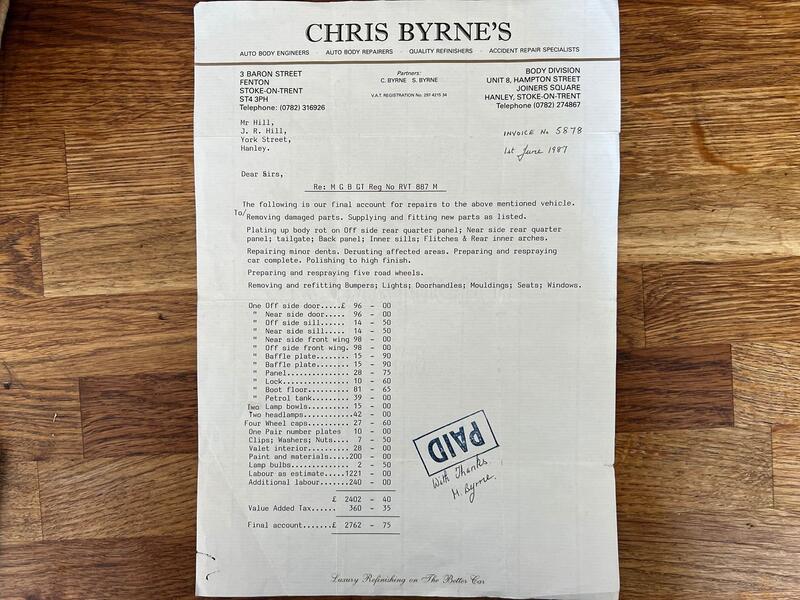 CHRIS BYRNE'S
AUTO BODY ENGINEERS · AUTO BODY REPAIRERS · QUALITY REFINISHERS · ACCIDENT REPAIR SPECIALISTS
3 BARON STREET
FENTON
STOKE-ON-TRENT
ST4 3PH
Telephone: (0782) 316926
Partners:
C. BYRNE S. BYRNE
V.A.T. REGISTRATION No. 297 4215 34
BODY DIVISION
UNIT 8, HAMPTON STREET
JOINERS SQUARE
HANLEY, STOKE-ON-TRENT
Telephone (0782) 274867
Mr Hill,
J. R. Hill,
York Street,
Hanley.
INVOICE No 5878
1st June 1987
Dear Sirs,
Re: M G B GT Reg No RVT 887 M
The following is our final account for repairs to the above mentioned vehicle.
To/ Removing damaged parts. Supplying and fitting new parts as listed.
Plating up body rot on Off side rear quarter panel; Near side rear quarter
panel; tailgate; Back panel; Inner sills; Flitches & Rear inner arches.
Repairing minor dents. Derusting affected areas. Preparing and respraying
car complete. Polishing to high finish.
Preparing and respraying five road wheels.
Removing and refitting Bumpers; Lights; Doorhandles; Mouldings; Seats; Windows.
One Off side door.....£ 96 - 00
" Near side door..... 96 - 00
" Off side sill...... 14 - 50
" Near side sill..... 14 - 50
" Near side front wing 98 - 00
" Off side front wing. 98 - 00
" Baffle plate....... 15 - 90
" Baffle plate....... 15 - 90
" Panel.............. 28 - 75
" Lock............... 10 - 60
" Boot floor......... 81 - 65
" Petrol tank........ 39 - 00
Two Lamp bowls......... 15 - 00
Two headlamps.........42 - 00
Four Wheel caps........ 27 - 60
One Pair number plates 10 - 00
Clips; Washers; Nuts.... 7 - 50
Valet interior......... 28 - 00
Paint and materials.....200 - 00
Lamp bulbs............ 2 - 50
Labour as estimate....1221 - 00
Additional labour......240 - 00
£ 2402 - 40
Value Added Tax...... 360 - 35
Final account.......£ 2762 - 75
PAID
With Thanks.
M. Byrne.
Luxury Refinishing on The Better Car